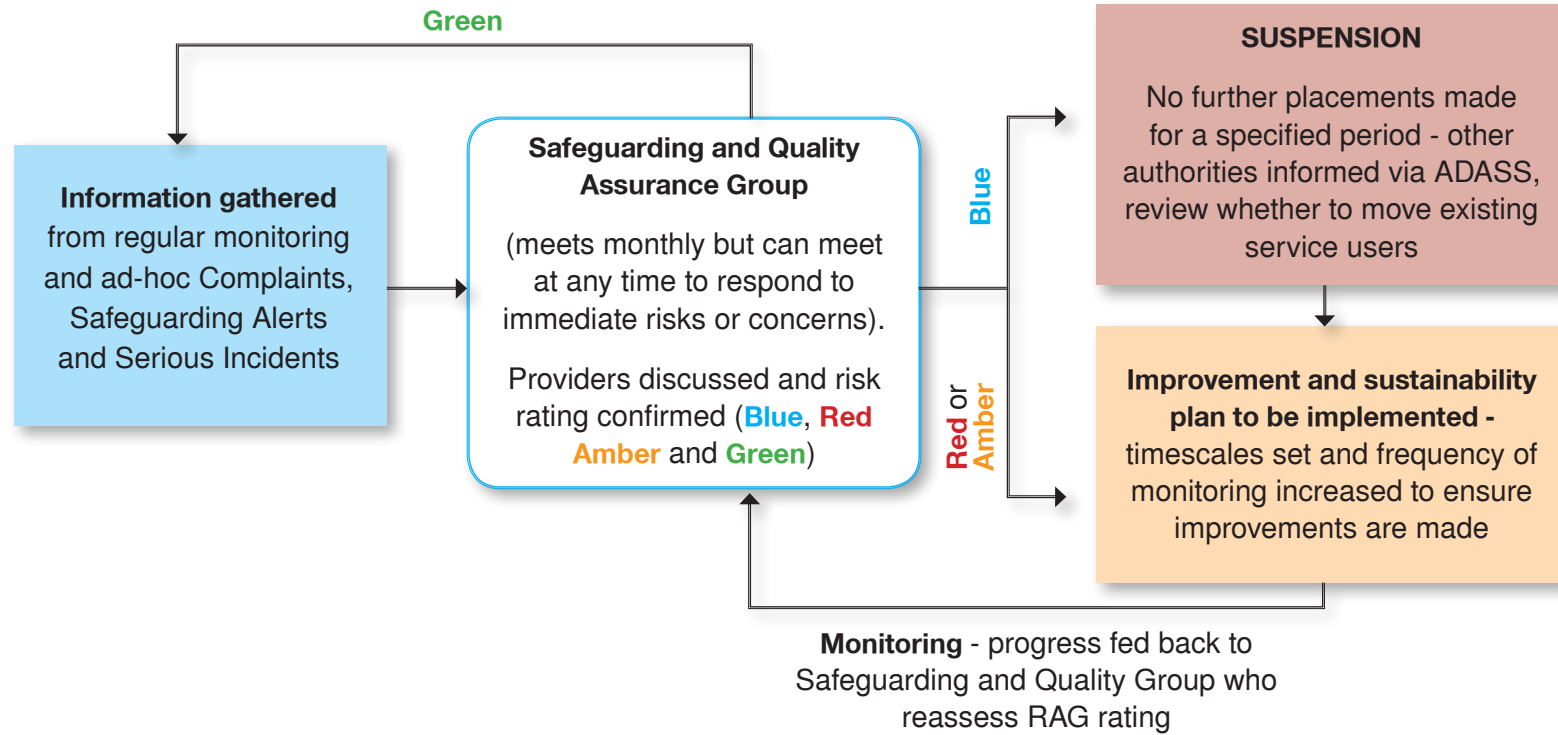 Green
Information gathered
from regular monitoring
and ad-hoc Complaints,
Safeguarding Alerts
and Serious Incidents
Safeguarding and Quality
Assurance Group
(meets monthly but can meet
at any time to respond to
immediate risks or concerns).
Providers discussed and risk
rating confirmed (Blue, Red
Amber and Green)
Blue
Red or
Amber
SUSPENSION
No further placements made
for a specified period - other
authorities informed via ADASS,
review whether to move existing
service users
Improvement and sustainability
plan to be implemented -
timescales set and frequency of
monitoring increased to ensure
improvements are made
Monitoring - progress fed back to
Safeguarding and Quality Group who
reassess RAG rating